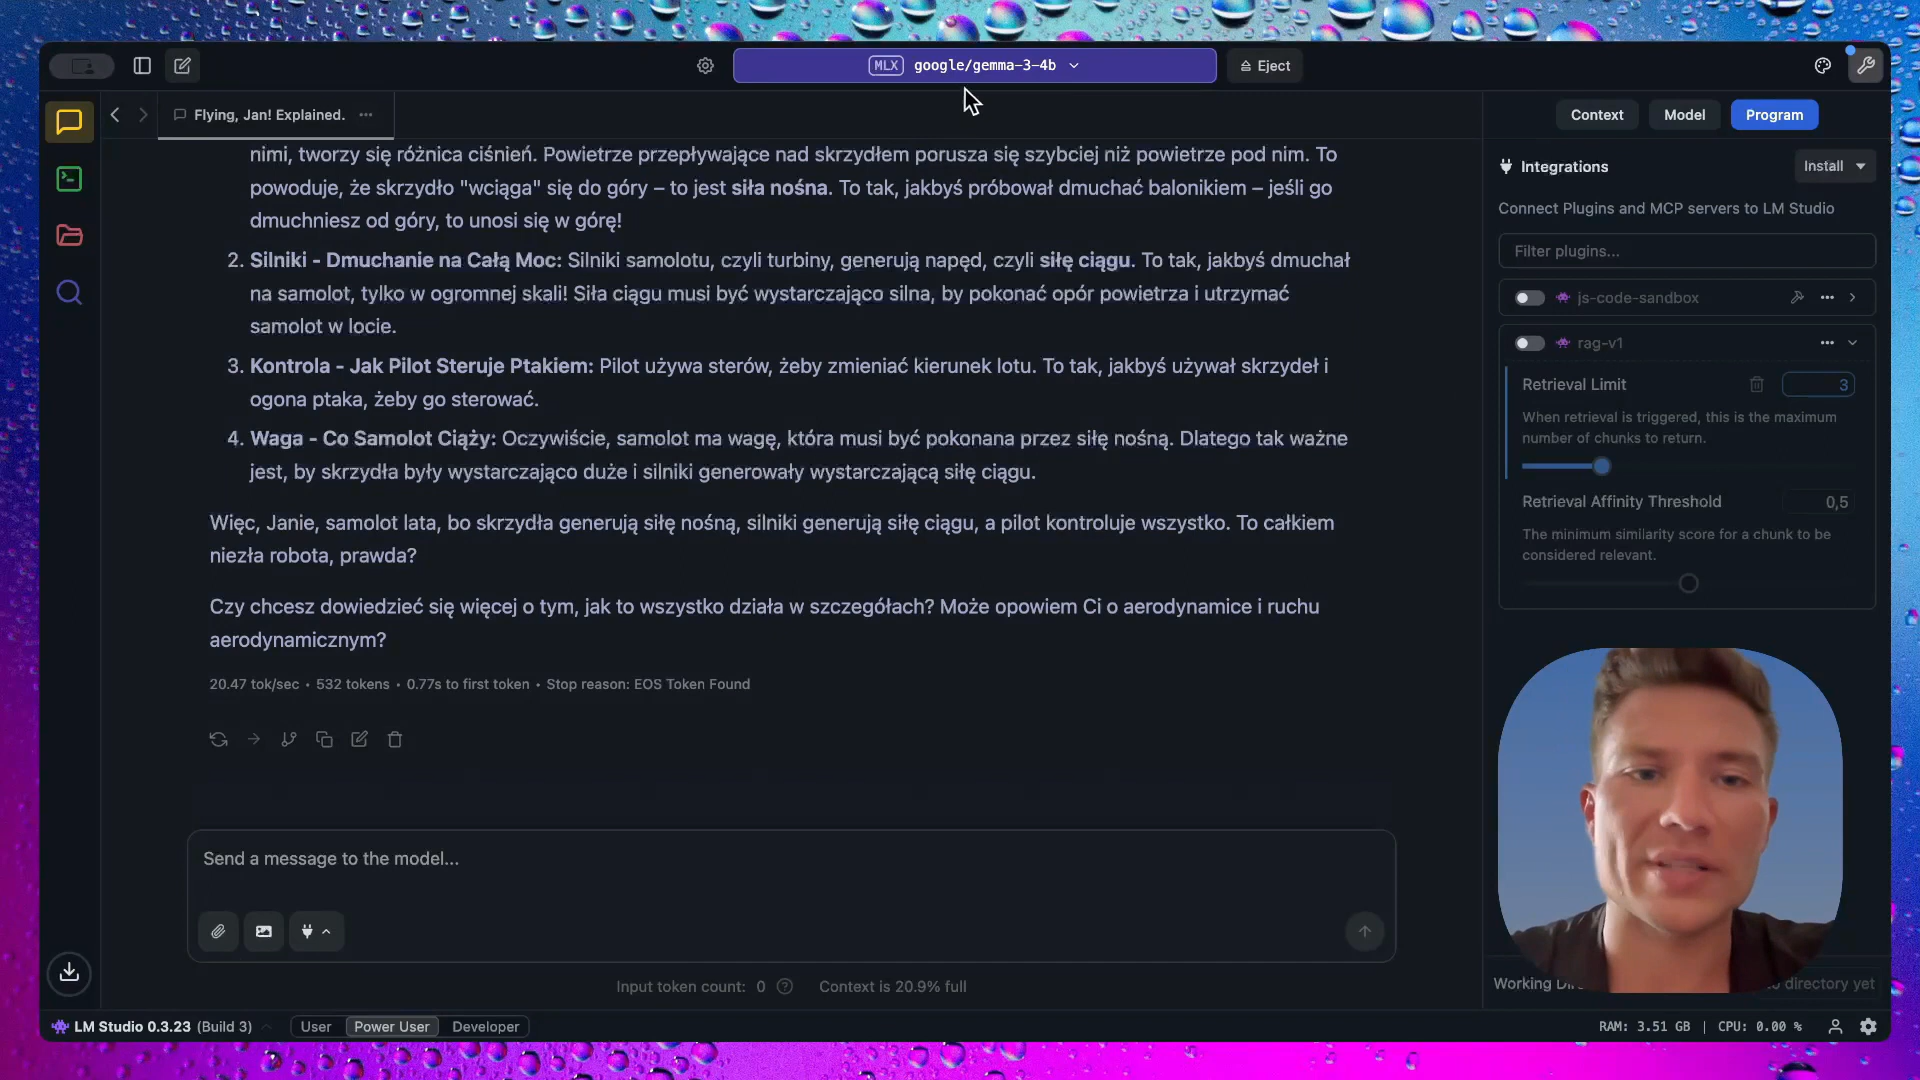 MLX google/gemma-3-4b
Eject
Flying, Jan! Explained.
Context
Model
Program
nimi, tworzy się różnica ciśnień. Powietrze przepływające nad skrzydłem porusza się szybciej niż powietrze pod nim. To
powoduje, że skrzydło "wciąga" się do góry – to jest siła nośna. To tak, jakbyś próbował dmuchać balonikiem – jeśli go
dmuchniesz od góry, to unosi się w górę!
2. Silniki - Dmuchanie na Całą Moc: Silniki samolotu, czyli turbiny, generują napęd, czyli siłę ciągu. To tak, jakbyś dmuchał
na samolot, tylko w ogromnej skali! Siła ciągu musi być wystarczająco silna, by pokonać opór powietrza i utrzymać
samolot w locie.
3. Kontrola - Jak Pilot Steruje Ptakiem: Pilot używa sterów, żeby zmieniać kierunek lotu. To tak, jakbyś używał skrzydeł i
ogona ptaka, żeby go sterować.
4. Waga - Co Samolot Ciąży: Oczywiście, samolot ma wagę, która musi być pokonana przez siłę nośną. Dlatego tak ważne
jest, by skrzydła były wystarczająco duże i silniki generowały wystarczającą siłę ciągu.
Więc, Janie, samolot lata, bo skrzydła generują siłę nośną, silniki generują siłę ciągu, a pilot kontroluje wszystko. To całkiem
niezła robota, prawda?
Czy chcesz dowiedzieć się więcej o tym, jak to wszystko działa w szczegółach? Może opowiem Ci o aerodynamice i ruchu
aerodynamicznym?
20.47 tok/sec • 532 tokens • 0.77s to first token • Stop reason: EOS Token Found
Send a message to the model...
Input token count: 0
Context is 20.9% full
Integrations
Install
Connect Plugins and MCP servers to LM Studio
Filter plugins...
js-code-sandbox
rag-v1
Retrieval Limit
3
When retrieval is triggered, this is the maximum
number of chunks to return.
Retrieval Affinity Threshold
0,5
The minimum similarity score for a chunk to be
considered relevant.
Working
directory yet
LM Studio 0.3.23 (Build 3)
User
Power User
Developer
RAM: 3.51 GB | CPU: 0.00 %